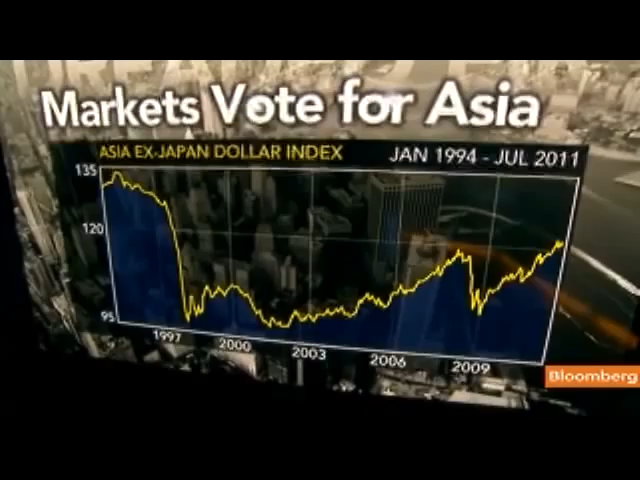 Markets Vote for Asia
ASIA EX-JAPAN DOLLAR INDEX JAN 1994 - JUL 2011
135
120
95
1997 2000 2003 2006 2009
Bloomberg